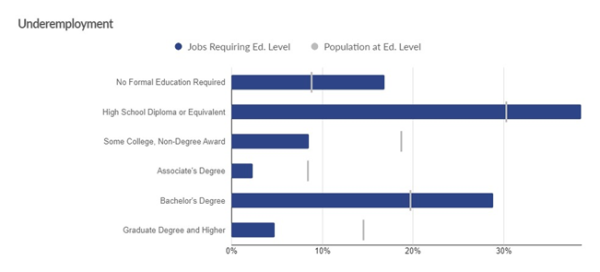 Underemployment
Jobs Requiring Ed. Level
Population at Ed. Level
No Formal Education Required
High School Diploma or Equivalent
Some College, Non-Degree Award
Associate's Degree
Bachelor's Degree
Graduate Degree and Higher
0%
10%
20%
30%